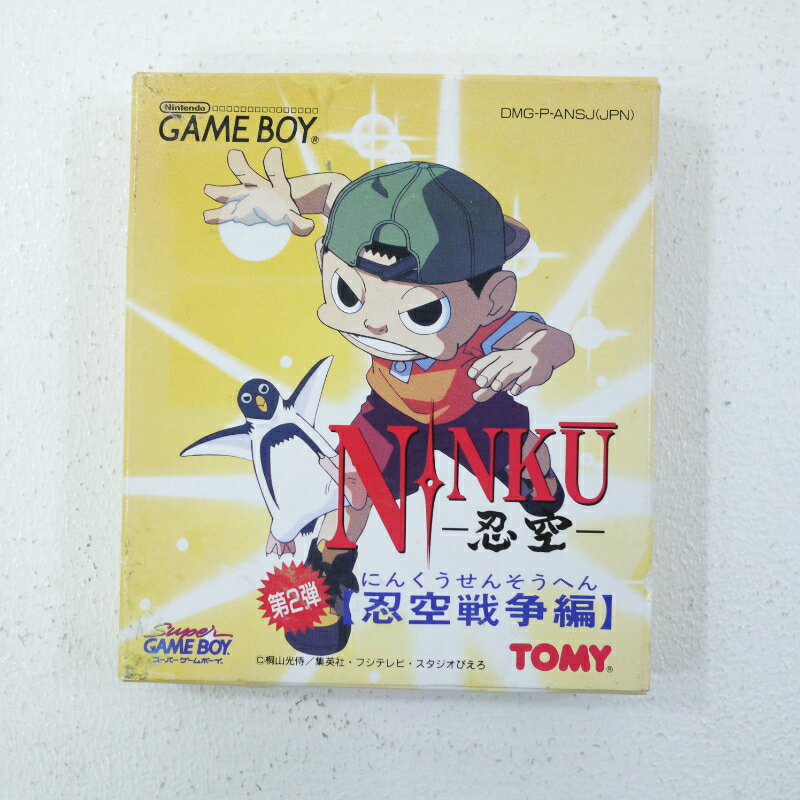 Nintendo
GAME BOY®
DMG-P-ANSJ(JPN)
NINKŪ
－忍空－
第2弾
にんくうせんそうへん
【忍空戦争編】
Super
GAME BOY
スーパーゲームボーイ
©桐山光侍／集英社・フジテレビ・スタジオぴえろ
TOMY®